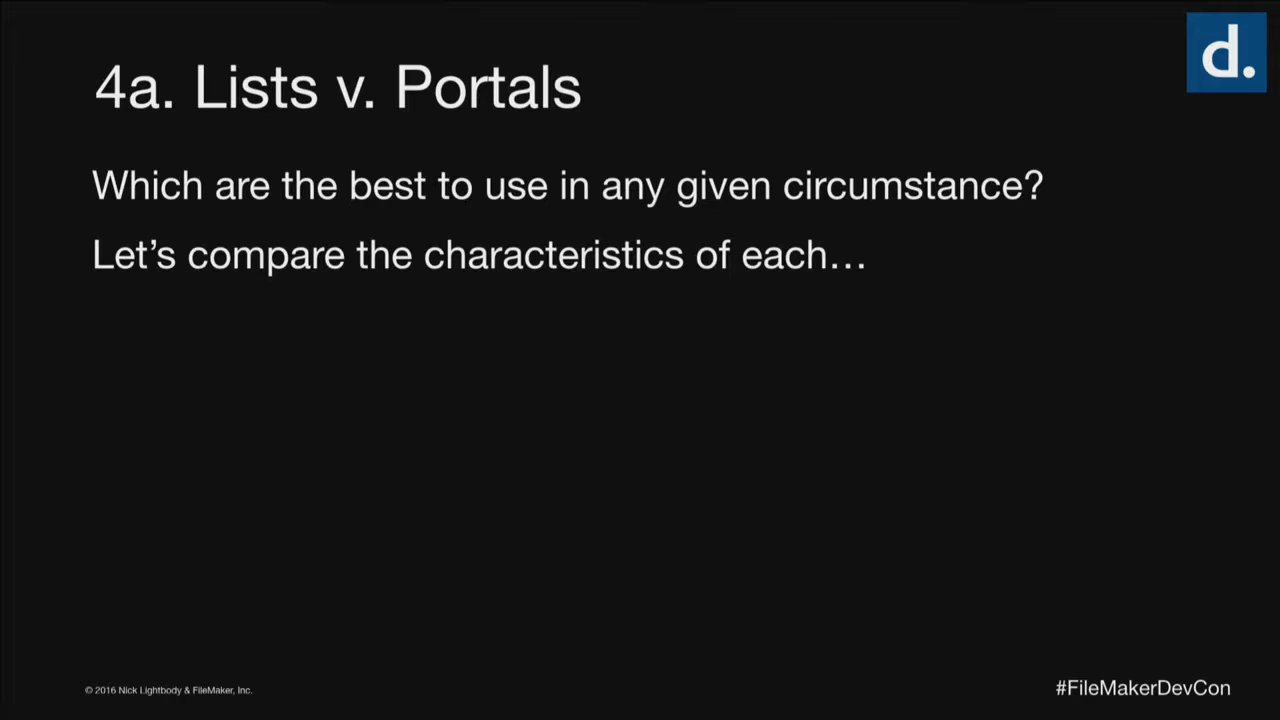 d.
4a. Lists v. Portals
Which are the best to use in any given circumstance?
Let’s compare the characteristics of each…
© 2016 Nick Lightbody & FileMaker, Inc.
#FileMakerDevCon